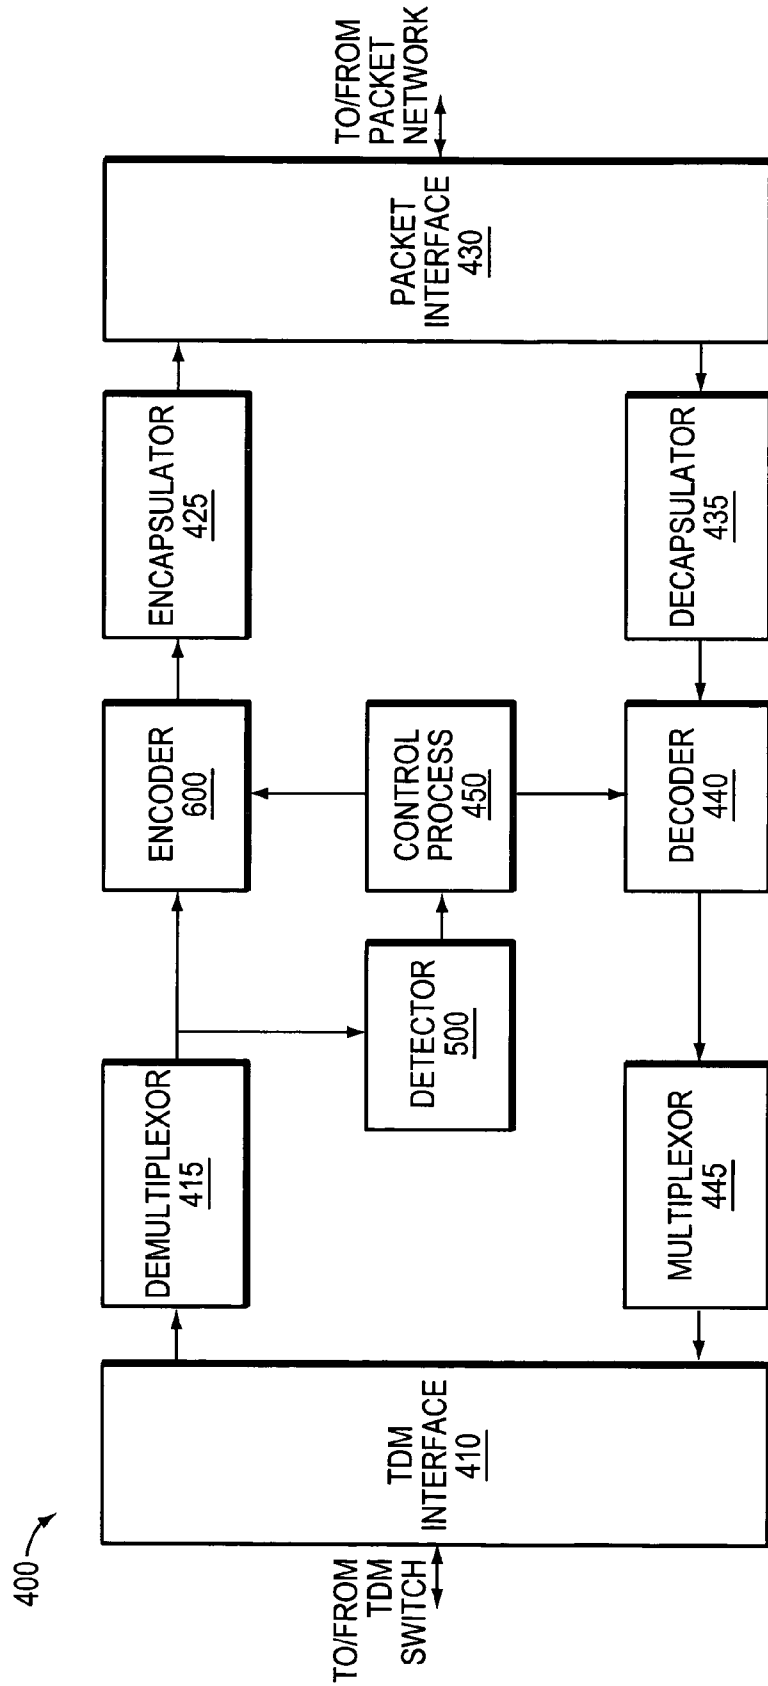 400
TO/FROM
TDM
SWITCH
TDM
INTERFACE
410
DEMULTIPLEXOR
415
DETECTOR
500
MULTIPLEXOR
445
ENCODER
600
CONTROL
PROCESS
450
DECODER
440
ENCAPSULATOR
425
DECAPSULATOR
435
PACKET
INTERFACE
430
TO/FROM
PACKET
NETWORK